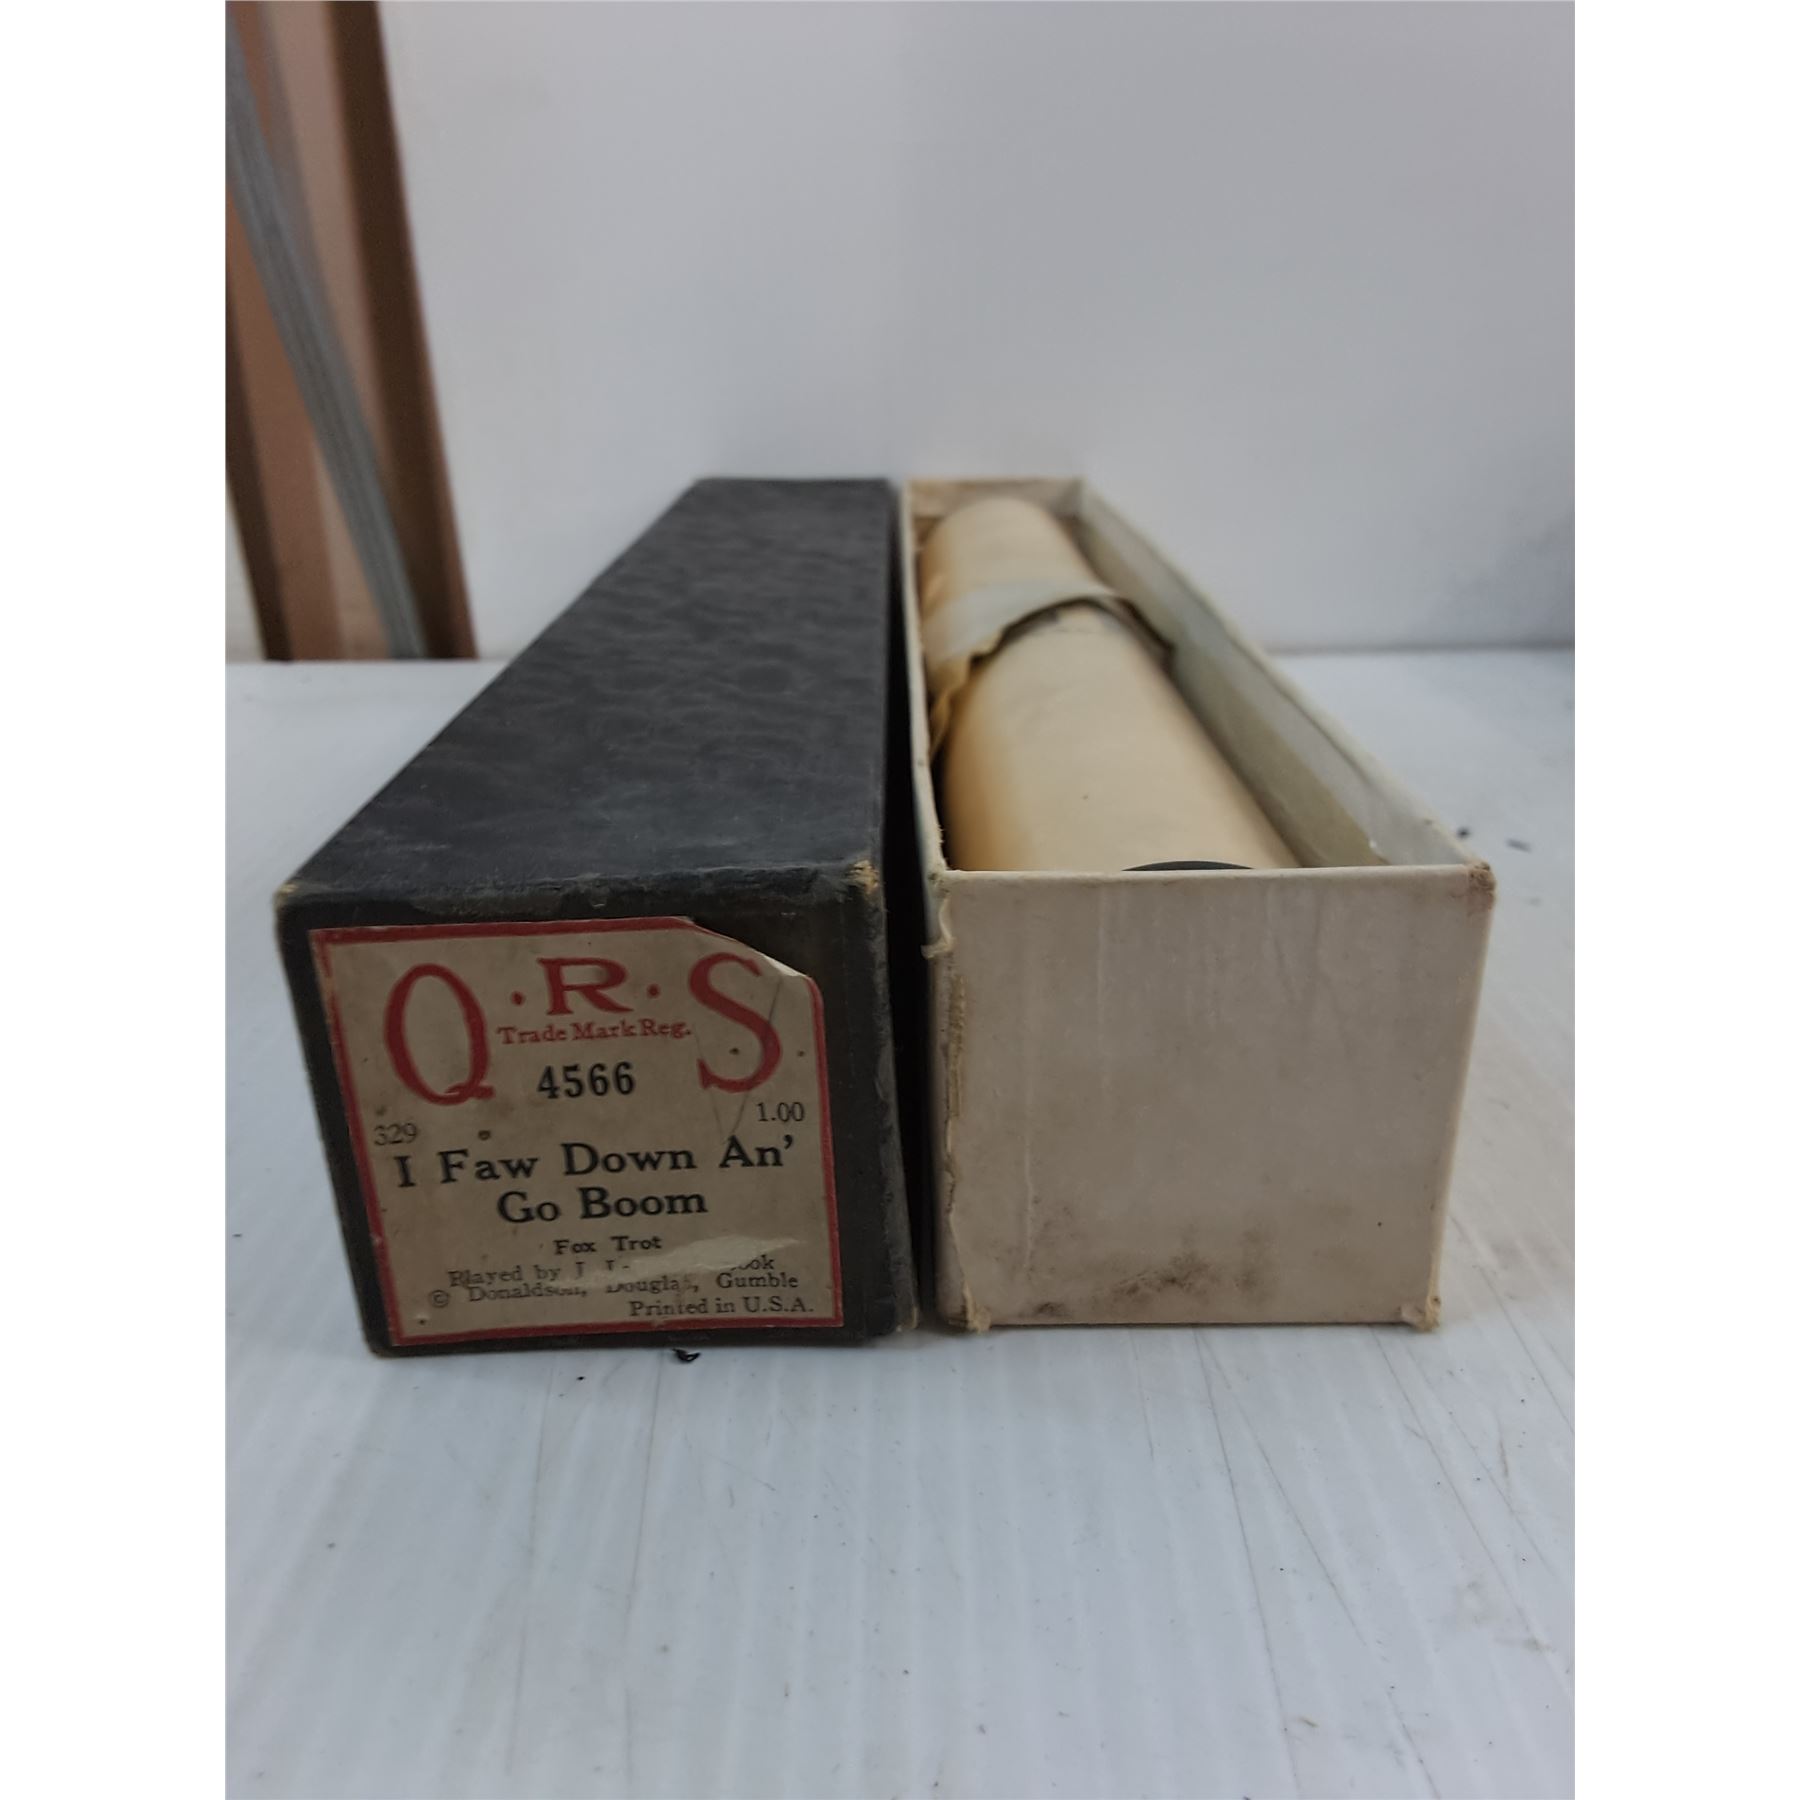 Q·R·S
Trade Mark Reg.
4566
329 1.00
I Faw Down An'
Go Boom
Fox Trot
Played by J.
© Donaldson, Douglas, Gumble
Printed in U.S.A.